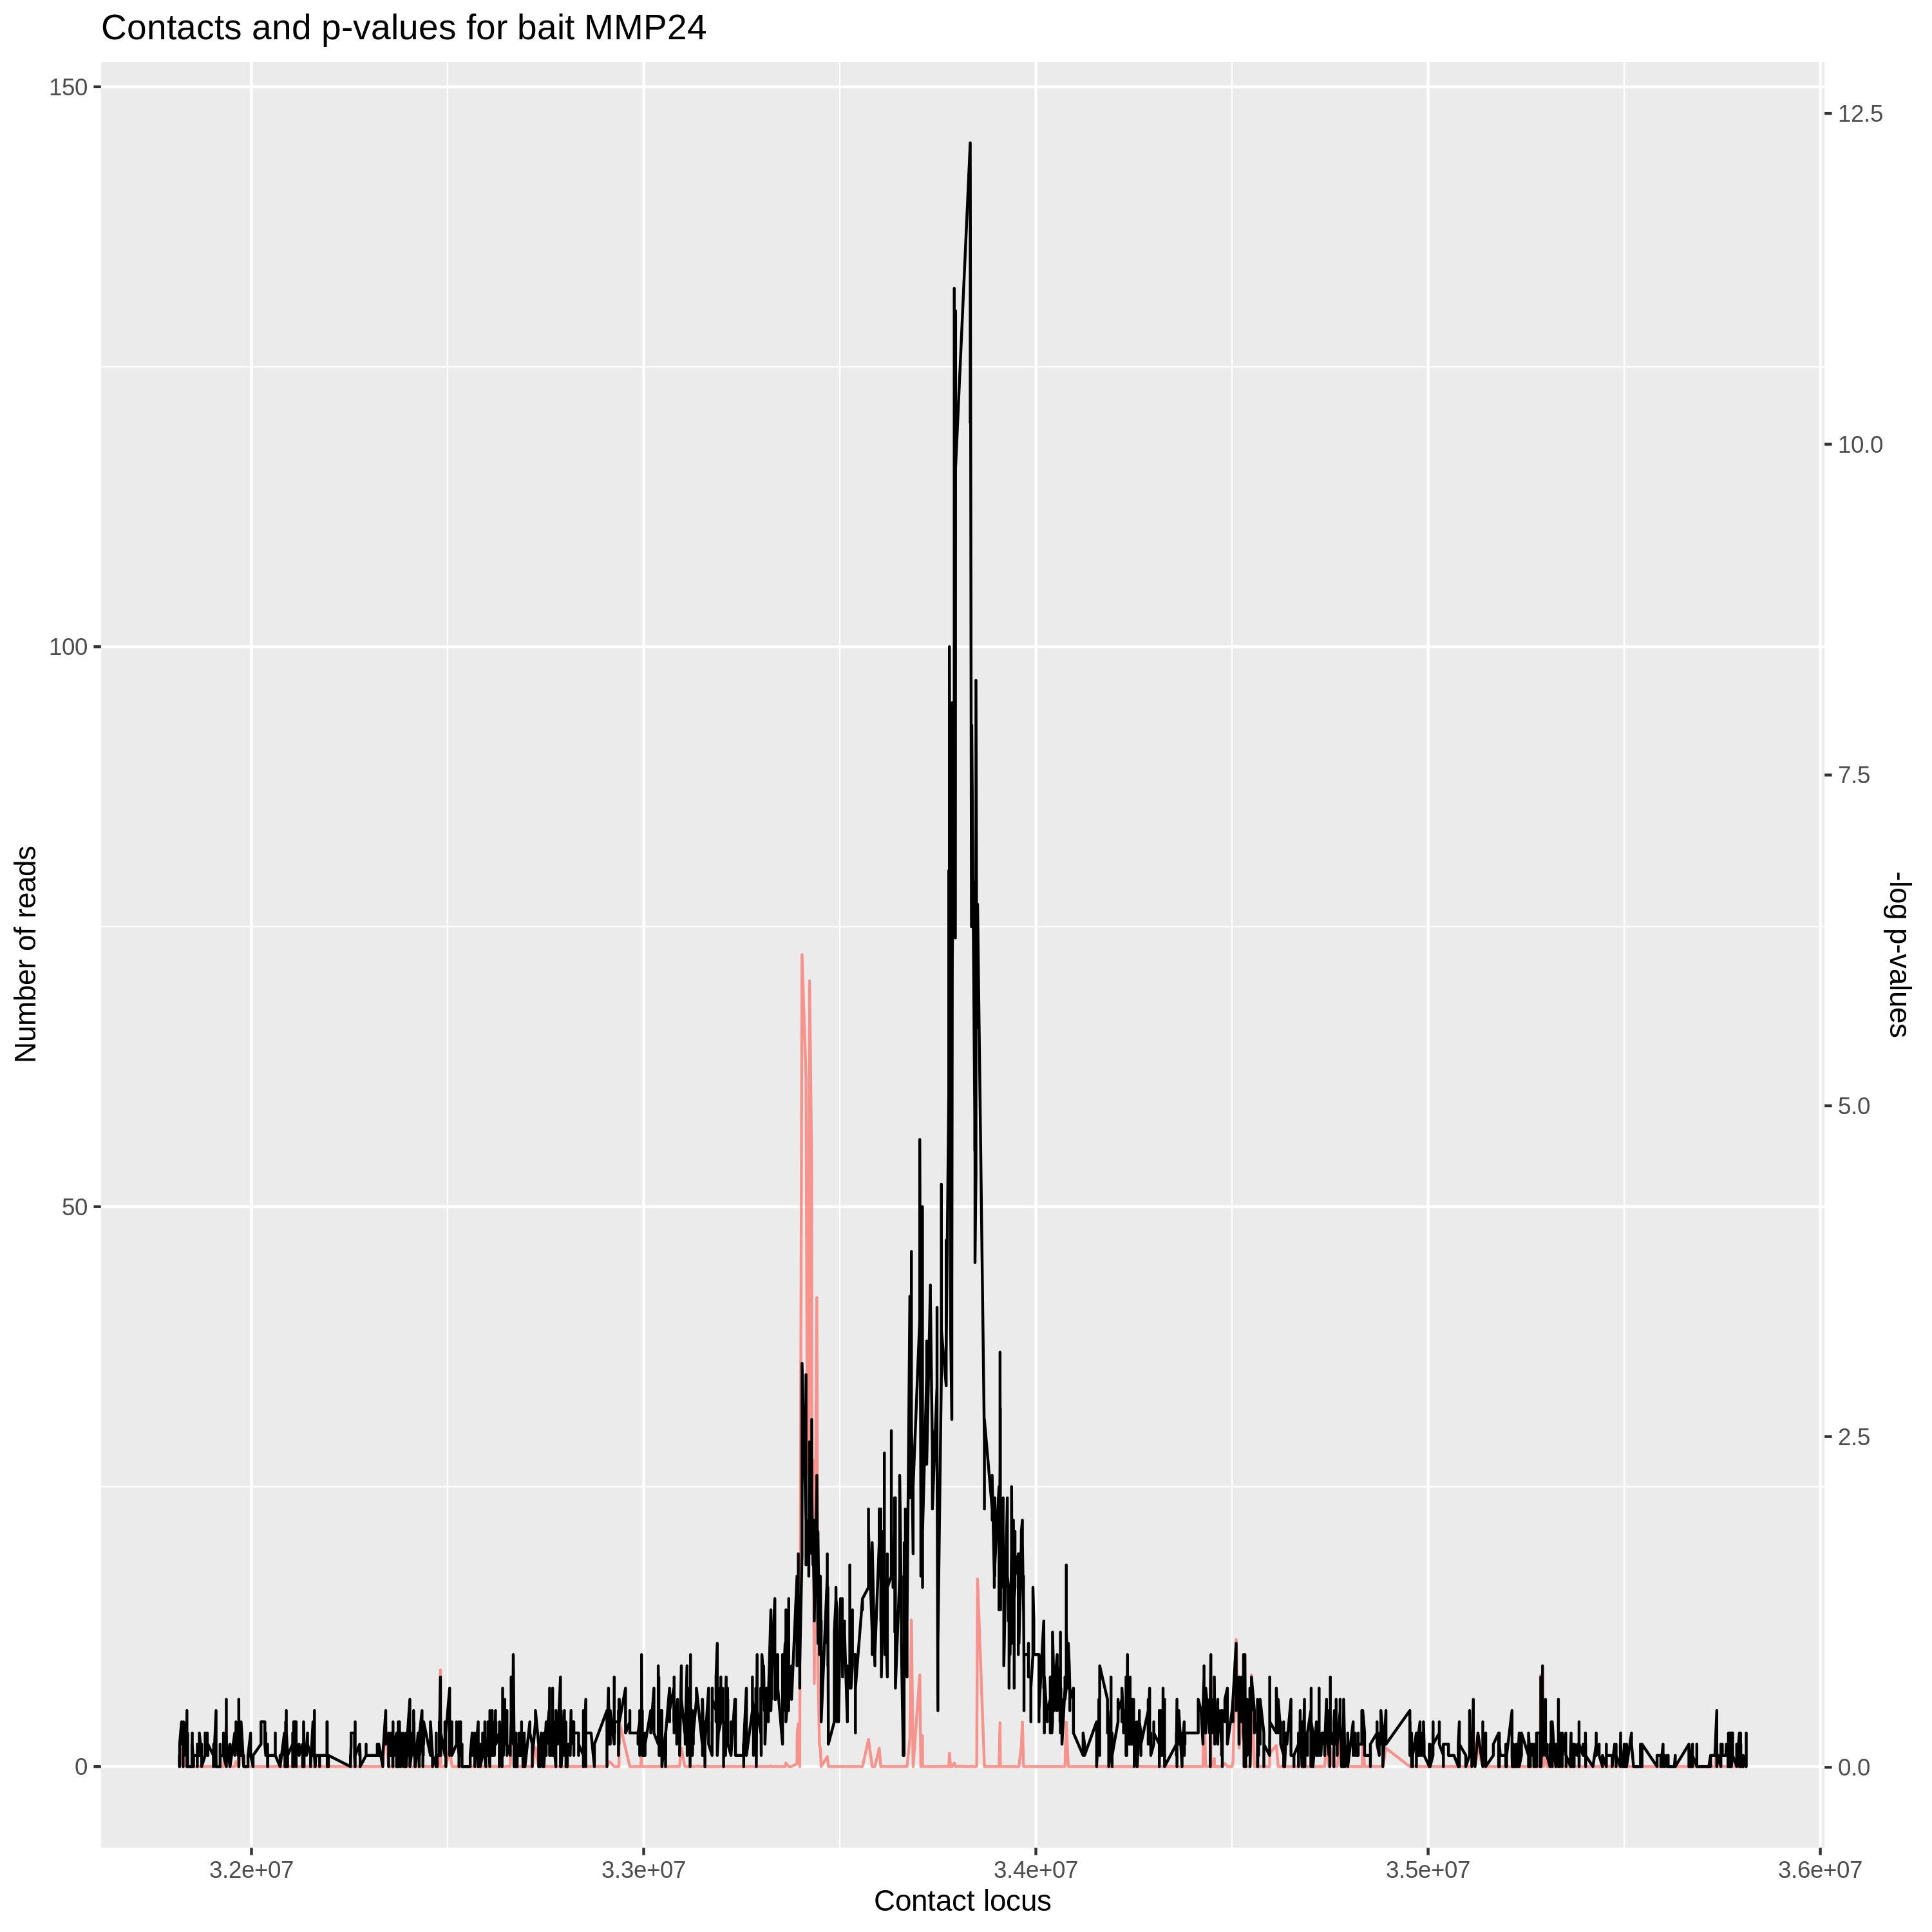 Contacts and p-values for bait MMP24
150
100
50
0
Number of reads
12.5
10.0
7.5
5.0
2.5
0.0
-log p-values
3.2e+07
3.3e+07
3.4e+07
3.5e+07
3.6e+07
Contact locus